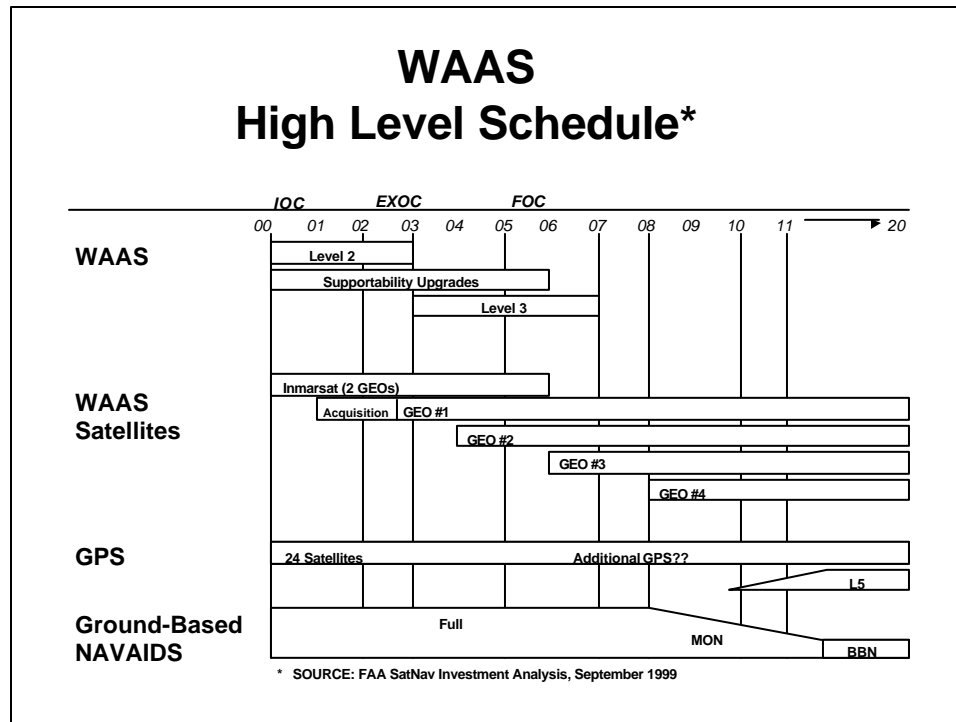 WAAS
High Level Schedule*
IOC EXOC FOC
00 01 02 03 04 05 06 07 08 09 10 11 20
WAAS
Level 2
Supportability Upgrades
Level 3
WAAS
Satellites
Inmarsat (2 GEOs)
Acquisition GEO #1
GEO #2
GEO #3
GEO #4
GPS
24 Satellites Additional GPS??
L5
Ground-Based
NAVAIDS
Full
MON
BBN
* SOURCE: FAA SatNav Investment Analysis, September 1999